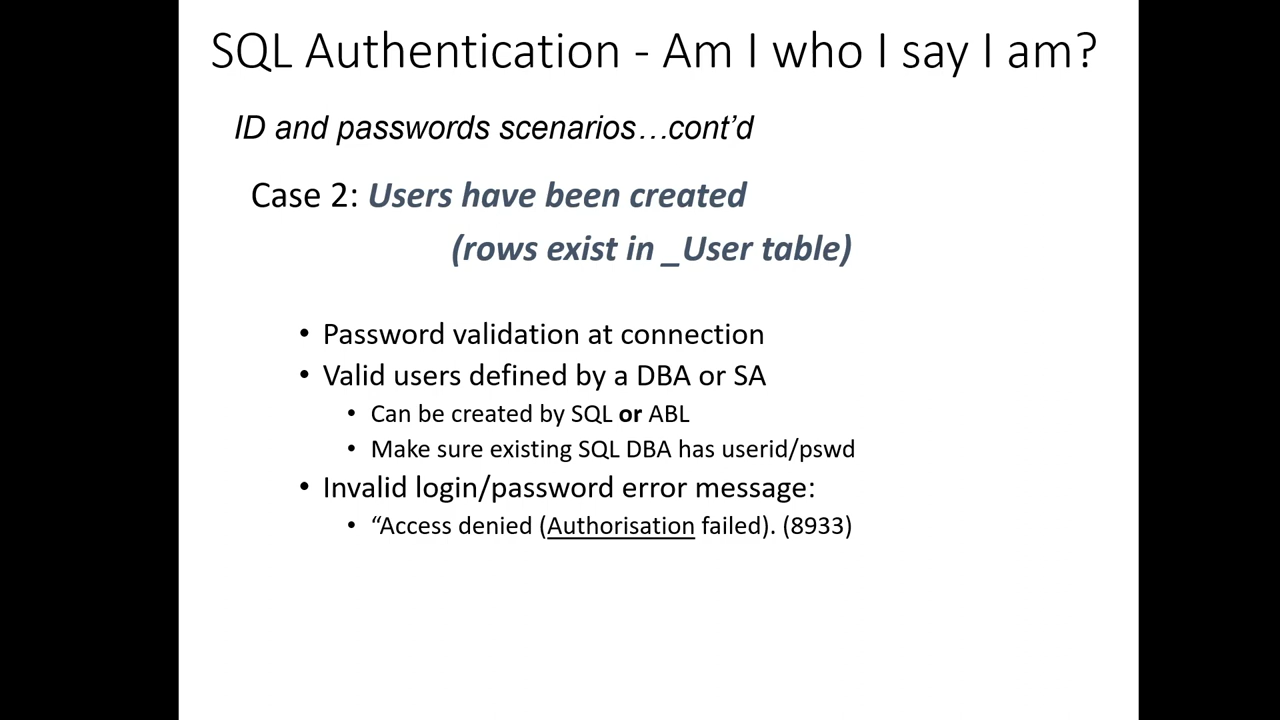 SQL Authentication - Am I who I say I am?
ID and passwords scenarios…cont’d
Case 2: Users have been created
(rows exist in _User table)
• Password validation at connection
• Valid users defined by a DBA or SA
• Can be created by SQL or ABL
• Make sure existing SQL DBA has userid/pswd
• Invalid login/password error message:
• “Access denied (Authorisation failed). (8933)